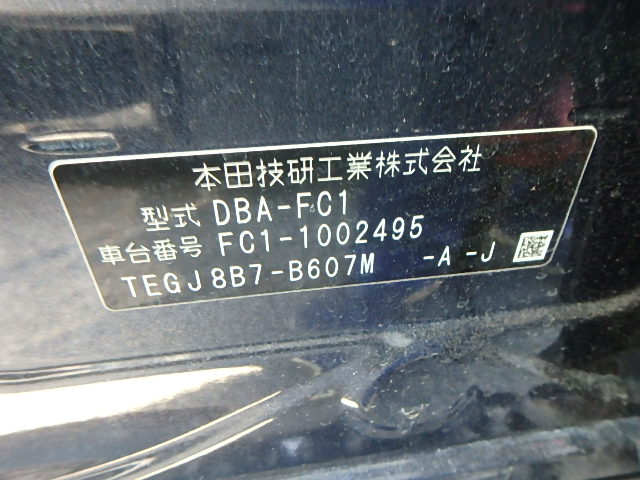 本田技研工業株式会社
型式 DBA-FC1
車台番号 FC1-1002495
TEGJ8B7-B607M -A -J